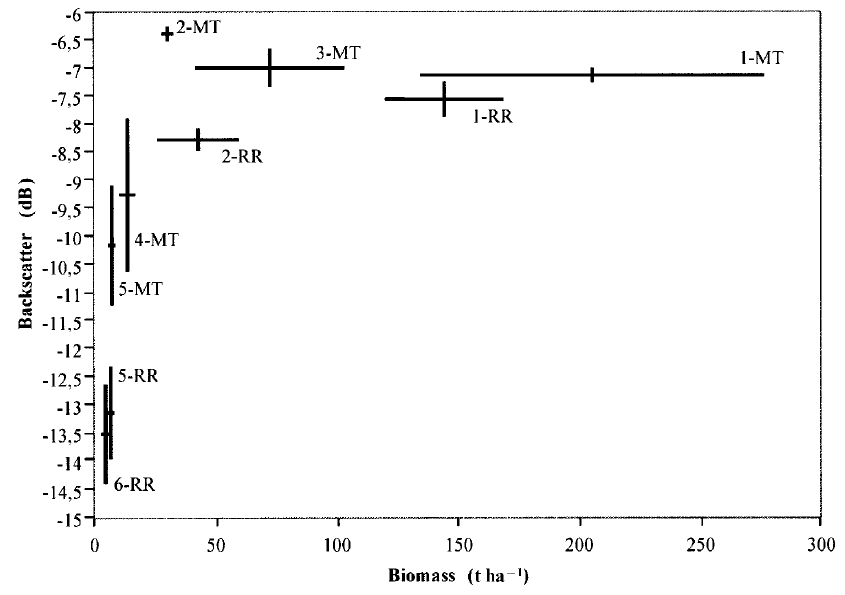 -6
-6,5
-7
-7,5
-8
-8,5
-9
-9,5
-10
-10,5
-11
-11,5
-12
-12,5
-13
-13,5
-14
-14,5
-15
Backscatter (dB)
2-MT
3-MT
1-MT
1-RR
2-RR
4-MT
5-MT
5-RR
6-RR
0 50 100 150 200 250 300
Biomass (t ha⁻¹)